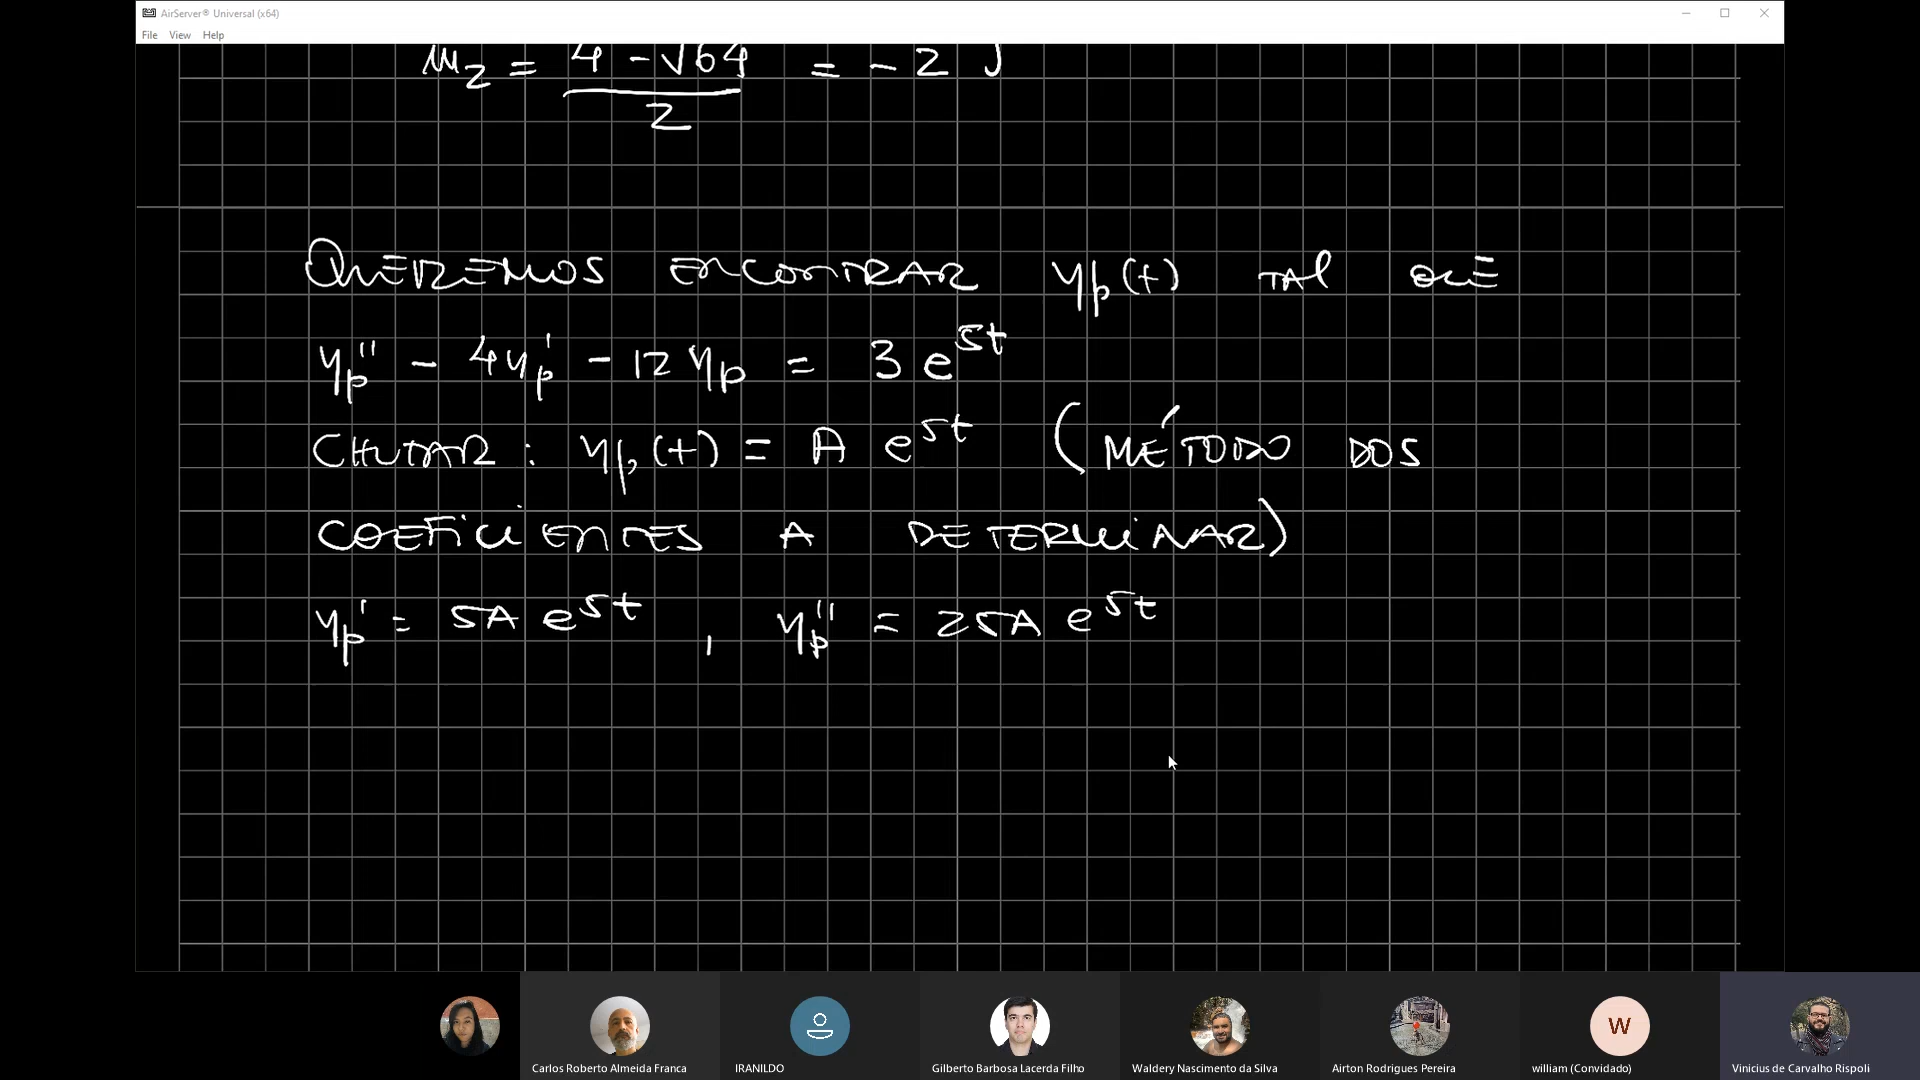 AirServer® Universal (x64)
File View Help
m₂ = (4 - √64)/2 = -2
QUEREMOS ENCONTRAR yp(t) TAL QUE
yp'' - 4yp' - 12yp = 3e^5t
CHUTAR: yp(t) = A e^5t (MÉTODO DOS
COEFICIENTES A DETERMINAR)
yp' = 5A e^5t , yp'' = 25A e^5t
W
Carlos Roberto Almeida Franca
IRANILDO
Gilberto Barbosa Lacerda Filho
Waldery Nascimento da Silva
Airton Rodrigues Pereira
william (Convidado)
Vinicius de Carvalho Rispoli